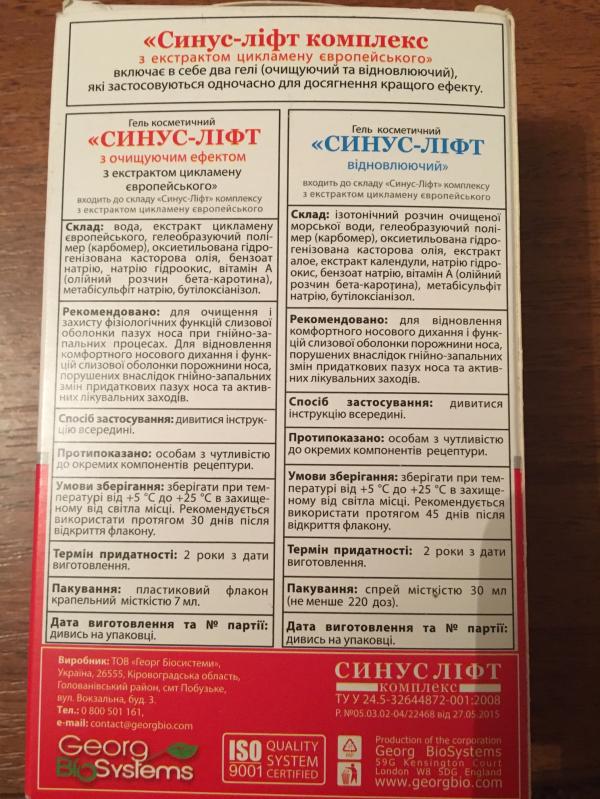 «Синус-ліфт комплекс
з екстрактом цикламену європейського»
включає в себе два гелі (очищуючий та відновлюючий),
які застосовуються одночасно для досягнення кращого ефекту.
Гель косметичний
«СИНУС-ЛІФТ
з очищуючим ефектом
з екстрактом цикламену
європейського»
входить до складу «Синус-Ліфт» комплексу
з екстрактом цикламену європейського
Склад: вода, екстракт цикламену
європейського, гелеобразуючий полі-
мер (карбомер), оксиетильована гідро-
генізована касторова олія, бензоат
натрію, натрію гідроокис, вітамін А
(олійний розчин бета-каротина),
метабісульфіт натрію, бутілоксіанізол.
Рекомендовано: для очищення і
захисту фізіологічних функцій слизової
оболонки пазух носа при гнійно-за-
пальних процесах. Для відновлення
комфортного носового дихання і функ-
цій слизової оболонки порожнини носа,
порушених внаслідок гнійно-запальних
змін придаткових пазух носа та актив-
них лікувальних заходів.
Спосіб застосування: дивитися інструк-
цію всередині.
Протипоказано: особам з чутливістю
до окремих компонентів рецептури.
Умови зберігання: зберігати при тем-
пературі від +5 °С до +25 °С в захище-
ному від світла місці. Рекомендується
використати протягом 30 днів після
відкриття флакону.
Термін придатності: 2 роки з дати
виготовлення.
Пакування: пластиковий флакон
крапельний місткістю 7 мл.
Дата виготовлення та № партії:
дивись на упаковці.
Гель косметичний
«СИНУС-ЛІФТ
відновлюючий»
входить до складу «Синус-Ліфт» комплексу
з екстрактом цикламену європейського
Склад: ізотонічний розчин очищеної
морської води, гелеобразуючий полі-
мер (карбомер), оксиетильована гідро-
генізована касторова олія, екстракт
алое, екстракт календули, натрію гідро-
окис, бензоат натрію, вітамін А (олійний
розчин бета-каротина), метабісульфіт
натрію, бутілоксіанізол.
Рекомендовано: для відновлення
комфортного носового дихання і функ-
цій слизової оболонки порожнини носа,
порушених внаслідок гнійно-запальних
змін придаткових пазух носа та актив-
них лікувальних заходів.
Спосіб застосування: дивитися
інструкцію всередині.
Протипоказано: особам з чутливістю
до окремих компонентів рецептури.
Умови зберігання: зберігати при тем-
пературі від +5 °С до +25 °С в захище-
ному від світла місці. Рекомендується
використати протягом 45 днів після
відкриття флакону.
Термін придатності: 2 роки з дати
виготовлення.
Пакування: спрей місткістю 30 мл
(не менше 220 доз).
Дата виготовлення та № партії:
дивись на упаковці.
Виробник: ТОВ «Георг Біосистеми»,
Україна, 26555, Кіровоградська область,
Голованівський район, смт Побузьке,
вул. Вокзальна, буд. 3.
Тел.: 0 800 501 161,
e-mail: contact@georgbio.com
СИНУС ЛІФТ
КОМПЛЕКС
ТУ У 24.5-32644872-001:2008
Р. №05.03.02-04/22468 від 27.05.2015
Georg
BioSystems
ISO
9001
QUALITY
SYSTEM
CERTIFIED
Production of the corporation
Georg BioSystems
59G Kensington Court
London W8 5DG England
www.georgbio.com